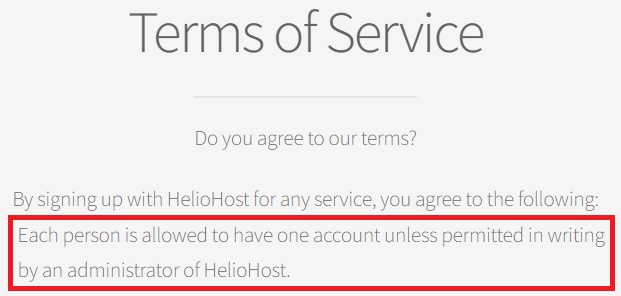 Terms of Service
Do you agree to our terms?
By signing up with HelioHost for any service, you agree to the following:
Each person is allowed to have one account unless permitted in writing
by an administrator of HelioHost.